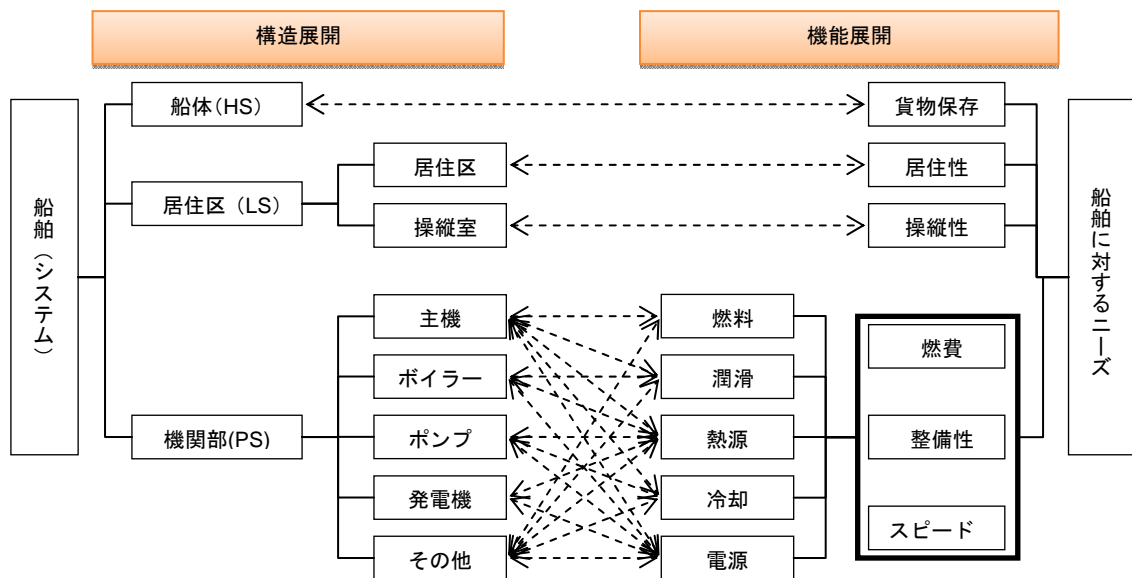 構造展開
機能展開
船体(HS)
貨物保存
居住区
居住性
居住区 (LS)
操縦室
操縦性
船舶(システム)
船舶に対するニーズ
主機
燃料
燃費
ボイラー
潤滑
機関部(PS)
ポンプ
熱源
整備性
発電機
冷却
スピード
その他
電源